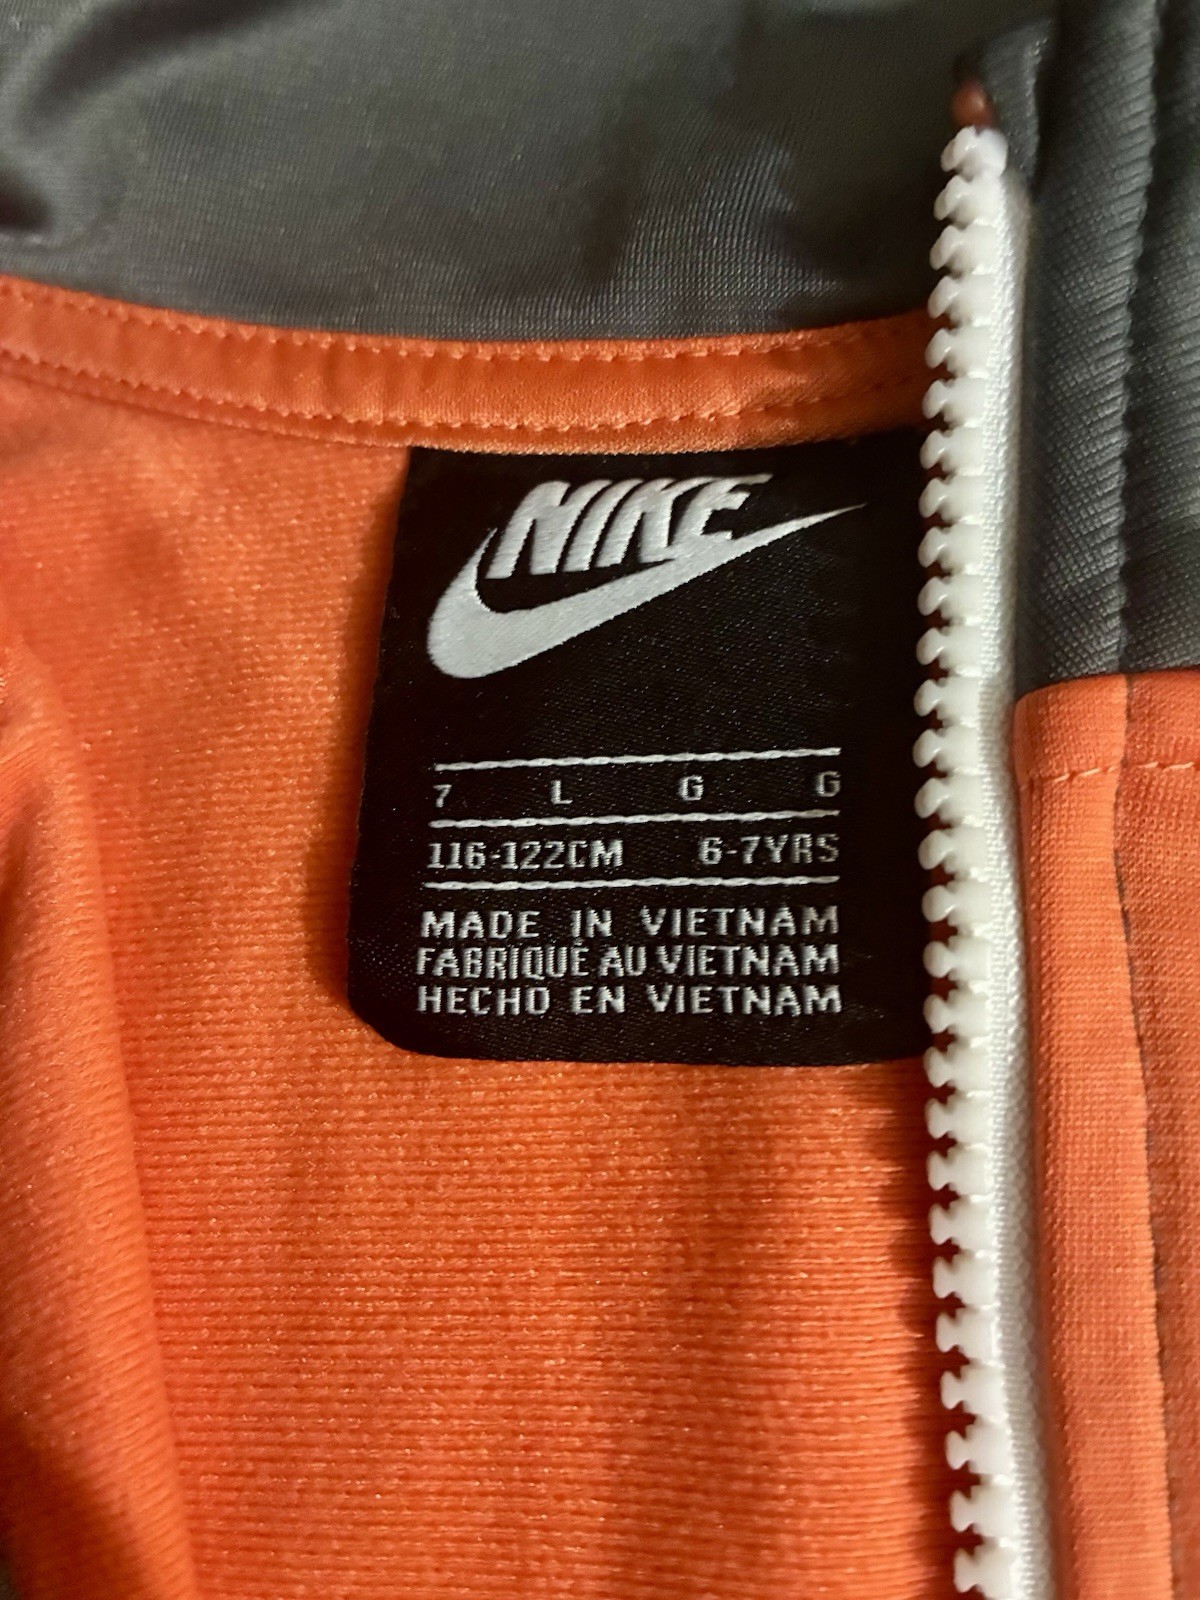 NIKE
7 L G G
116-122CM 6-7YRS
MADE IN VIETNAM
FABRIQUÉ AU VIETNAM
HECHO EN VIETNAM